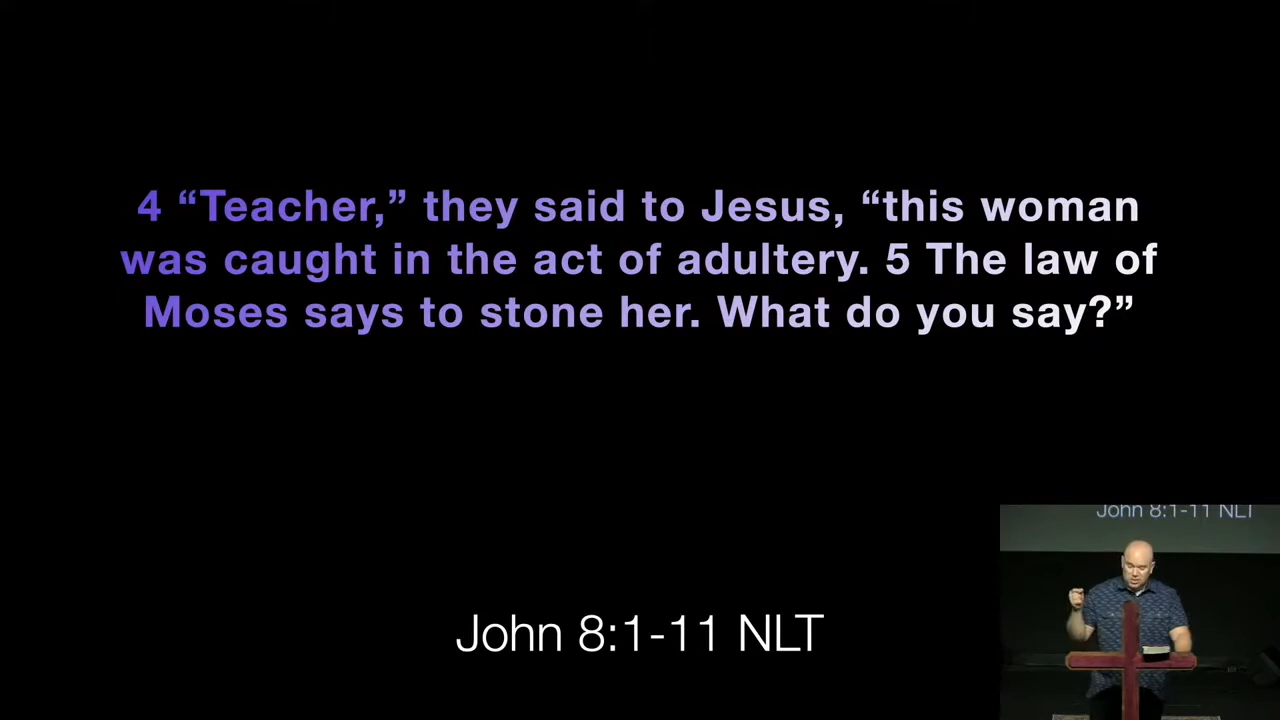 4 “Teacher,” they said to Jesus, “this woman
was caught in the act of adultery. 5 The law of
Moses says to stone her. What do you say?”
John 8:1-11 NLT
John 8:1-11 NLT